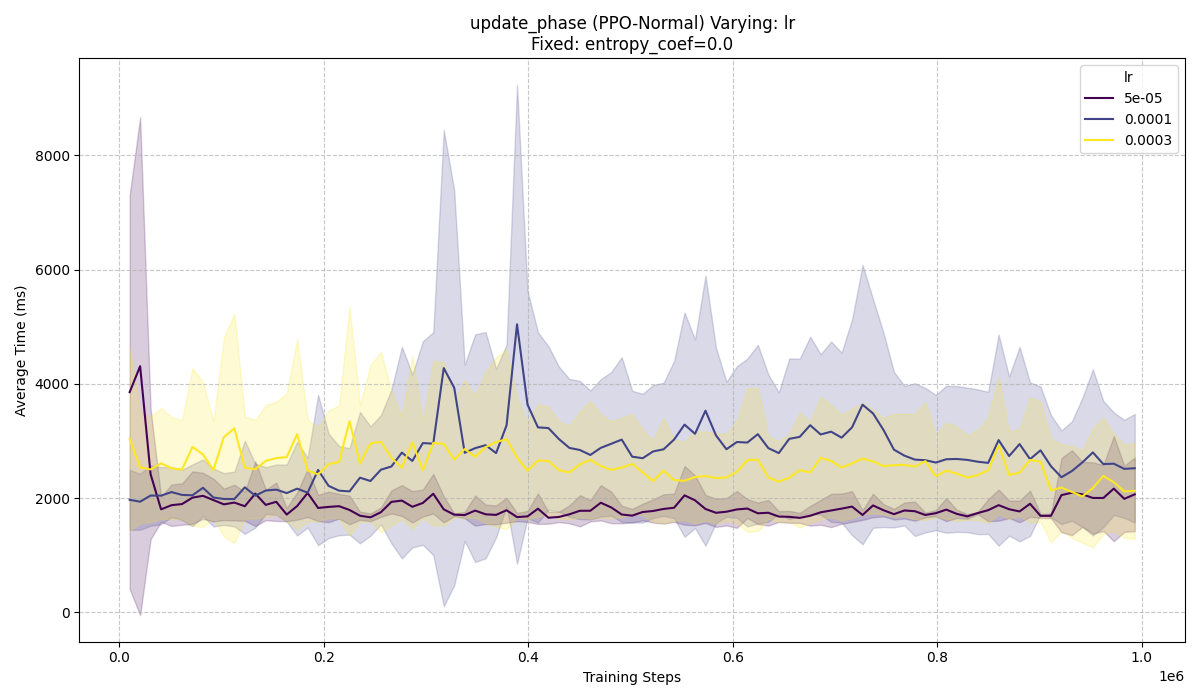 update_phase (PPO-Normal) Varying: lr
Fixed: entropy_coef=0.0
lr
5e-05
0.0001
0.0003
Average Time (ms)
8000
6000
4000
2000
0
0.0 0.2 0.4 0.6 0.8 1.0
1e6
Training Steps